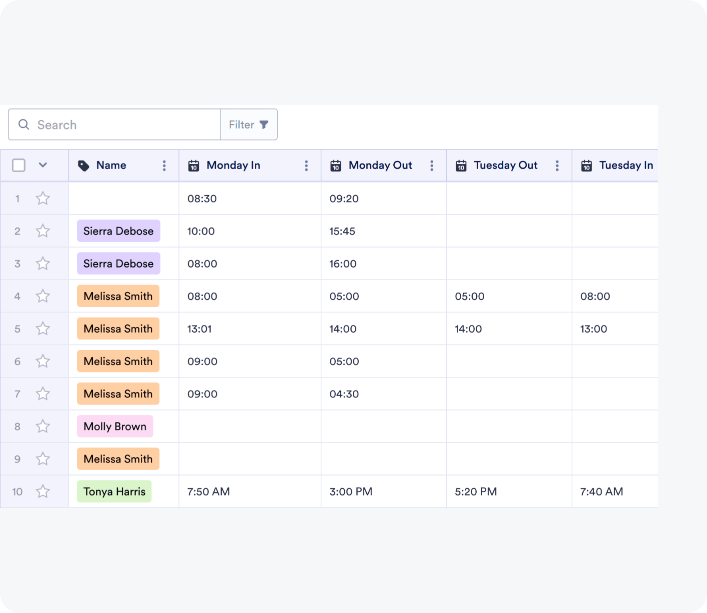 Search Filter
Name Monday In Monday Out Tuesday Out Tuesday In
1 08:30 09:20
2 Sierra Debose 10:00 15:45
3 Sierra Debose 08:00 16:00
4 Melissa Smith 08:00 05:00 05:00 08:00
5 Melissa Smith 13:01 14:00 14:00 13:00
6 Melissa Smith 09:00 05:00
7 Melissa Smith 09:00 04:30
8 Molly Brown
9 Melissa Smith
10 Tonya Harris 7:50 AM 3:00 PM 5:20 PM 7:40 AM